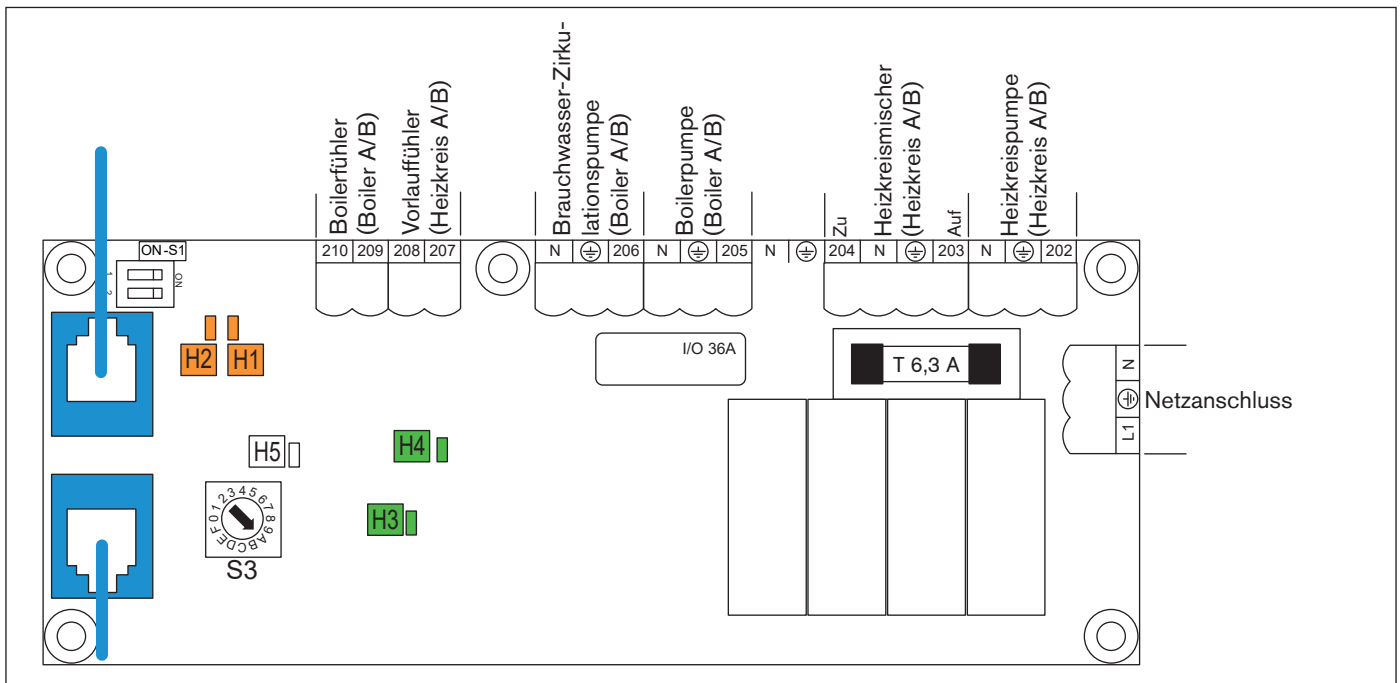 Boilerfühler
(Boiler A/B)
Vorlauffühler
(Heizkreis A/B)
Brauchwasser-Zirku-
lationspumpe
(Boiler A/B)
Boilerpumpe
(Boiler A/B)
Zu
Heizkreismischer
(Heizkreis A/B)
Auf
Heizkreispumpe
(Heizkreis A/B)
ON-S1
210 209 208 207
N 206 N 205 N 204 N 203 N 202
1
2
ON
H2 H1
I/O 36A
T 6,3 A
N
Netzanschluss
L1
H5
H4
H3
0123456789ABCDEF
S3